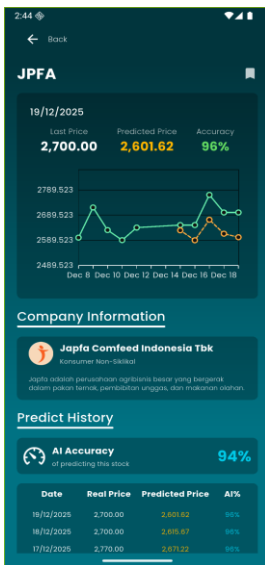 2:44
Back
JPFA
19/12/2025
Last Price Predicted Price Accuracy
2,700.00 2,601.62 96%
2789.523
2689.523
2589.523
2489.523
Dec 8 Dec 10 Dec 12 Dec 14 Dec 16 Dec 18
Company Information
Japfa Comfeed Indonesia Tbk
Konsumer Non-Siklikal
Japfa adalah perusahaan agribisnis besar yang bergerak
dalam pakan ternak, pembibitan unggas, dan makanan olahan.
Predict History
AI Accuracy
of predicting this stock
94%
Date Real Price Predicted Price AI%
19/12/2025 2,700.00 2,601.62 96%
18/12/2025 2,700.00 2,615.67 96%
17/12/2025 2,770.00 2,671.22 96%